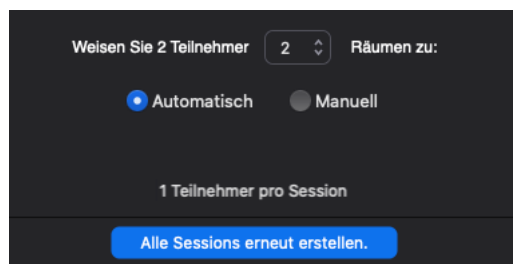 Weisen Sie 2 Teilnehmer 2 Räumen zu:
Automatisch Manuell
1 Teilnehmer pro Session
Alle Sessions erneut erstellen.